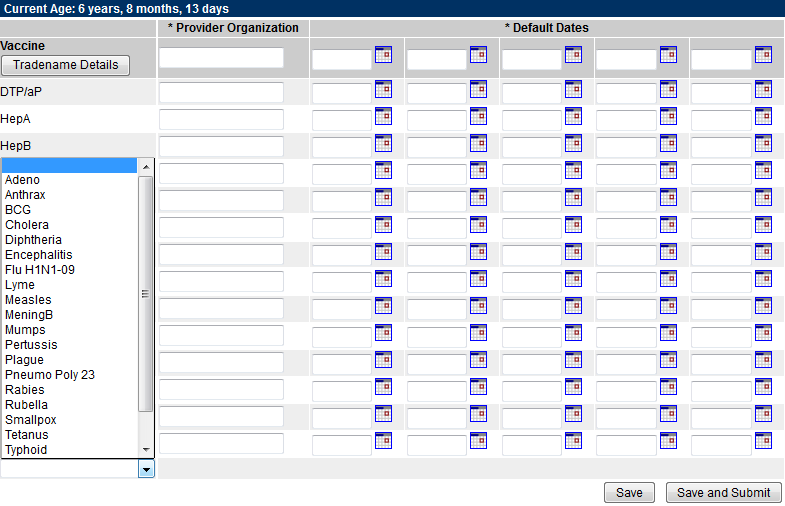 Current Age: 6 years, 8 months, 13 days
* Provider Organization
* Default Dates
Vaccine
Tradename Details
DTP/aP
HepA
HepB
Adeno
Anthrax
BCG
Cholera
Diphtheria
Encephalitis
Flu H1N1-09
Lyme
Measles
MeningB
Mumps
Pertussis
Plague
Pneumo Poly 23
Rabies
Rubella
Smallpox
Tetanus
Typhoid
Save
Save and Submit